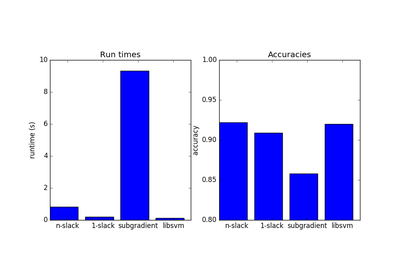 Run times
runtime (s)
10
8
6
4
2
0
n-slack 1-slack subgradient libsvm
Accuracies
accuracy
1.00
0.95
0.90
0.85
0.80
n-slack 1-slack subgradient libsvm